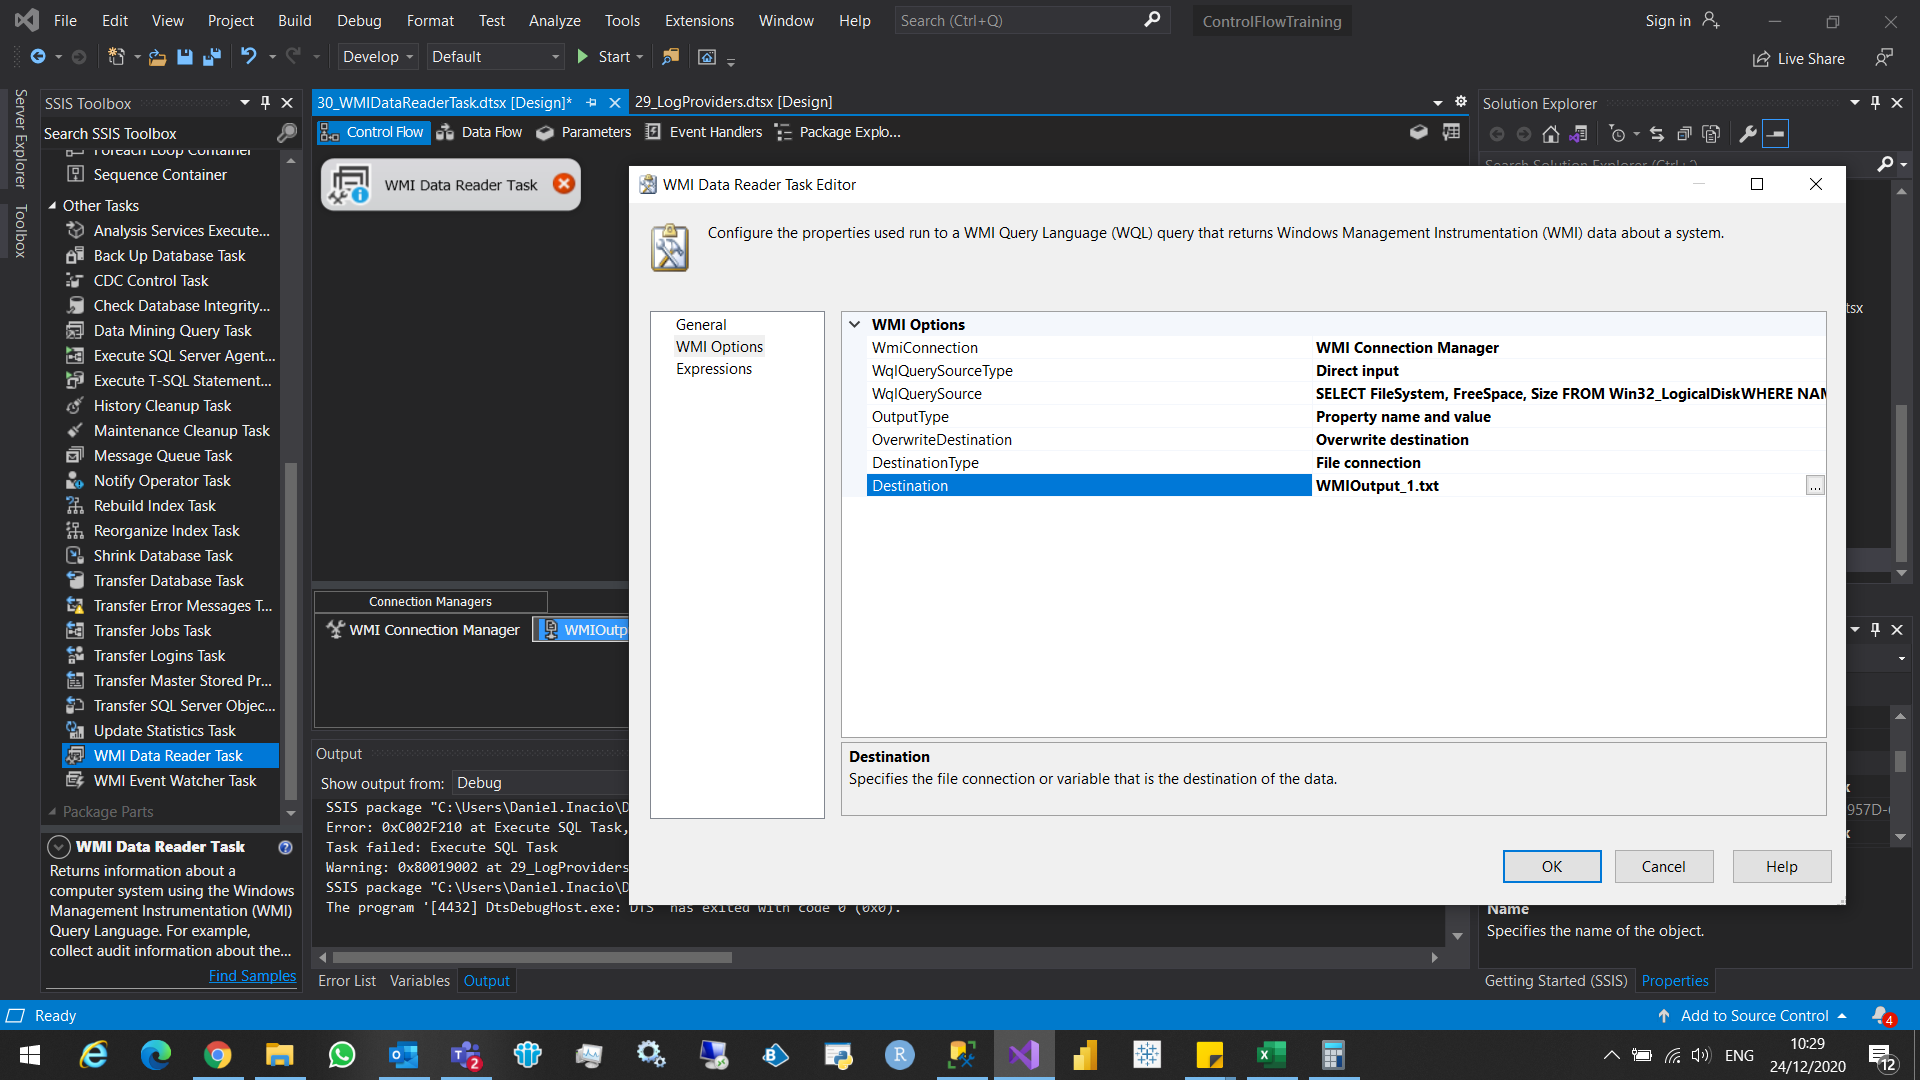 File Edit View Project Build Debug Format Test Analyze Tools Extensions Window Help Search (Ctrl+Q) ControlFlowTraining Sign in
Develop Default Start Live Share
Server Explorer
Toolbox
SSIS Toolbox
Search SSIS Toolbox
Foreach Loop Container
Sequence Container
Other Tasks
Analysis Services Execute...
Back Up Database Task
CDC Control Task
Check Database Integrity...
Data Mining Query Task
Execute SQL Server Agent...
Execute T-SQL Statement...
History Cleanup Task
Maintenance Cleanup Task
Message Queue Task
Notify Operator Task
Rebuild Index Task
Reorganize Index Task
Shrink Database Task
Transfer Database Task
Transfer Error Messages T...
Transfer Jobs Task
Transfer Logins Task
Transfer Master Stored Pr...
Transfer SQL Server Objec...
Update Statistics Task
WMI Data Reader Task
WMI Event Watcher Task
Package Parts
WMI Data Reader Task
Returns information about a
computer system using the Windows
Management Instrumentation (WMI)
Query Language. For example,
collect audit information about the...
Find Samples
30_WMIDataReaderTask.dtsx [Design]* 29_LogProviders.dtsx [Design]
Control Flow Data Flow Parameters Event Handlers Package Explo...
WMI Data Reader Task
Connection Managers
WMI Connection Manager WMIOutp
Output
Show output from: Debug
SSIS package "C:\Users\Daniel.Inacio\D
Error: 0xC002F210 at Execute SQL Task,
Task failed: Execute SQL Task
Warning: 0x80019002 at 29_LogProviders
SSIS package "C:\Users\Daniel.Inacio\D
The program '[4432] DtsDebugHost.exe: DTS' has exited with code 0 (0x0).
Error List Variables Output
WMI Data Reader Task Editor
Configure the properties used run to a WMI Query Language (WQL) query that returns Windows Management Instrumentation (WMI) data about a system.
General
WMI Options
Expressions
WMI Options
WmiConnection WMI Connection Manager
WqlQuerySourceType Direct input
WqlQuerySource SELECT FileSystem, FreeSpace, Size FROM Win32_LogicalDiskWHERE NAM
OutputType Property name and value
OverwriteDestination Overwrite destination
DestinationType File connection
Destination WMIOutput_1.txt ...
Destination
Specifies the file connection or variable that is the destination of the data.
OK Cancel Help
Solution Explorer
Search Solution Explorer (Ctrl+')
tsx
957D-
Name
Specifies the name of the object.
Getting Started (SSIS) Properties
Ready Add to Source Control 4
2 ENG 10:29
24/12/2020 12